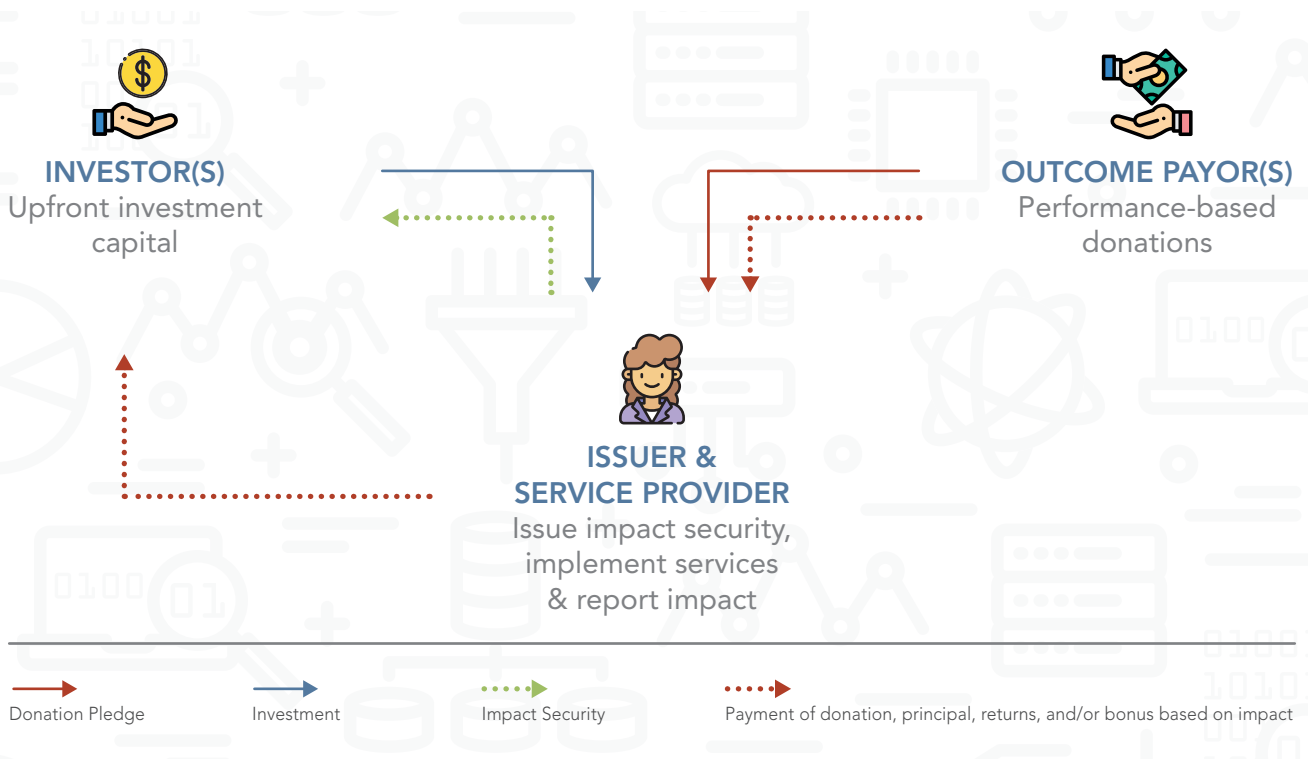 INVESTOR(S)
Upfront investment
capital
OUTCOME PAYOR(S)
Performance-based
donations
ISSUER &
SERVICE PROVIDER
Issue impact security,
implement services
& report impact
Donation Pledge
Investment
Impact Security
Payment of donation, principal, returns, and/or bonus based on impact